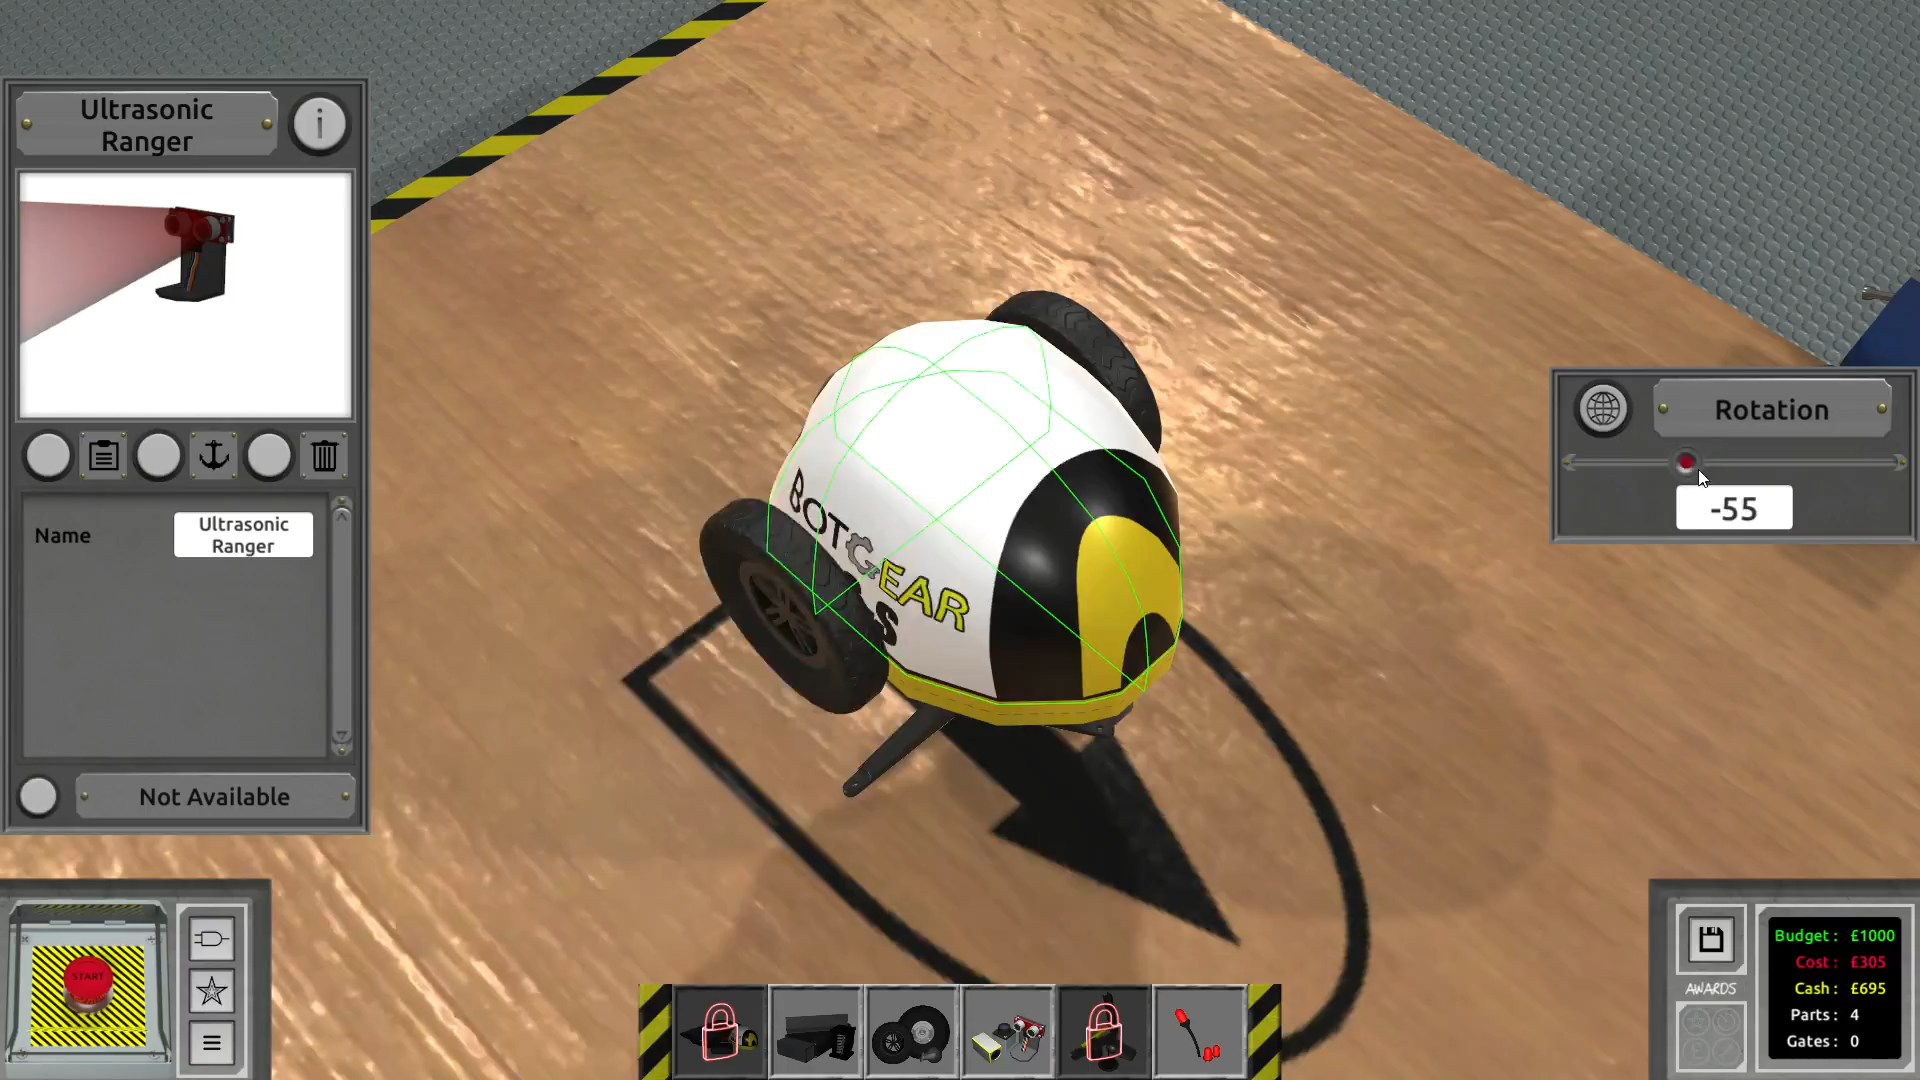 Ultrasonic
Ranger
i
Name
Ultrasonic
Ranger
Not Available
START
BOTGEAR
S
Rotation
-55
AWARDS
Budget : £1000
Cost : £305
Cash : £695
Parts : 4
Gates : 0